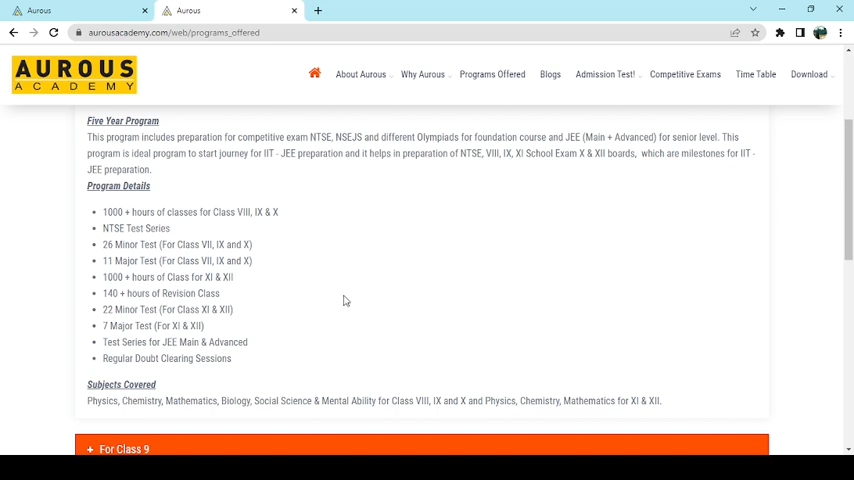 Aurous
Aurous
aurousacademy.com/web/programs_offered
AUROUS
ACADEMY
About Aurous
Why Aurous
Programs Offered
Blogs
Admission Test!
Competitive Exams
Time Table
Download
Five Year Program
This program includes preparation for competitive exam NTSE, NSEJS and different Olympiads for foundation course and JEE (Main + Advanced) for senior level. This
program is ideal program to start journey for IIT - JEE preparation and it helps in preparation of NTSE, VIII, IX, XI School Exam X & XII boards, which are milestones for IIT -
JEE preparation.
Program Details
1000 + hours of classes for Class VIII, IX & X
NTSE Test Series
26 Minor Test (For Class VII, IX and X)
11 Major Test (For Class VII, IX and X)
1000 + hours of Class for XI & XII
140 + hours of Revision Class
22 Minor Test (For Class XI & XII)
7 Major Test (For XI & XII)
Test Series for JEE Main & Advanced
Regular Doubt Clearing Sessions
Subjects Covered
Physics, Chemistry, Mathematics, Biology, Social Science & Mental Ability for Class VIII, IX and X and Physics, Chemistry, Mathematics for XI & XII.
+ For Class 9